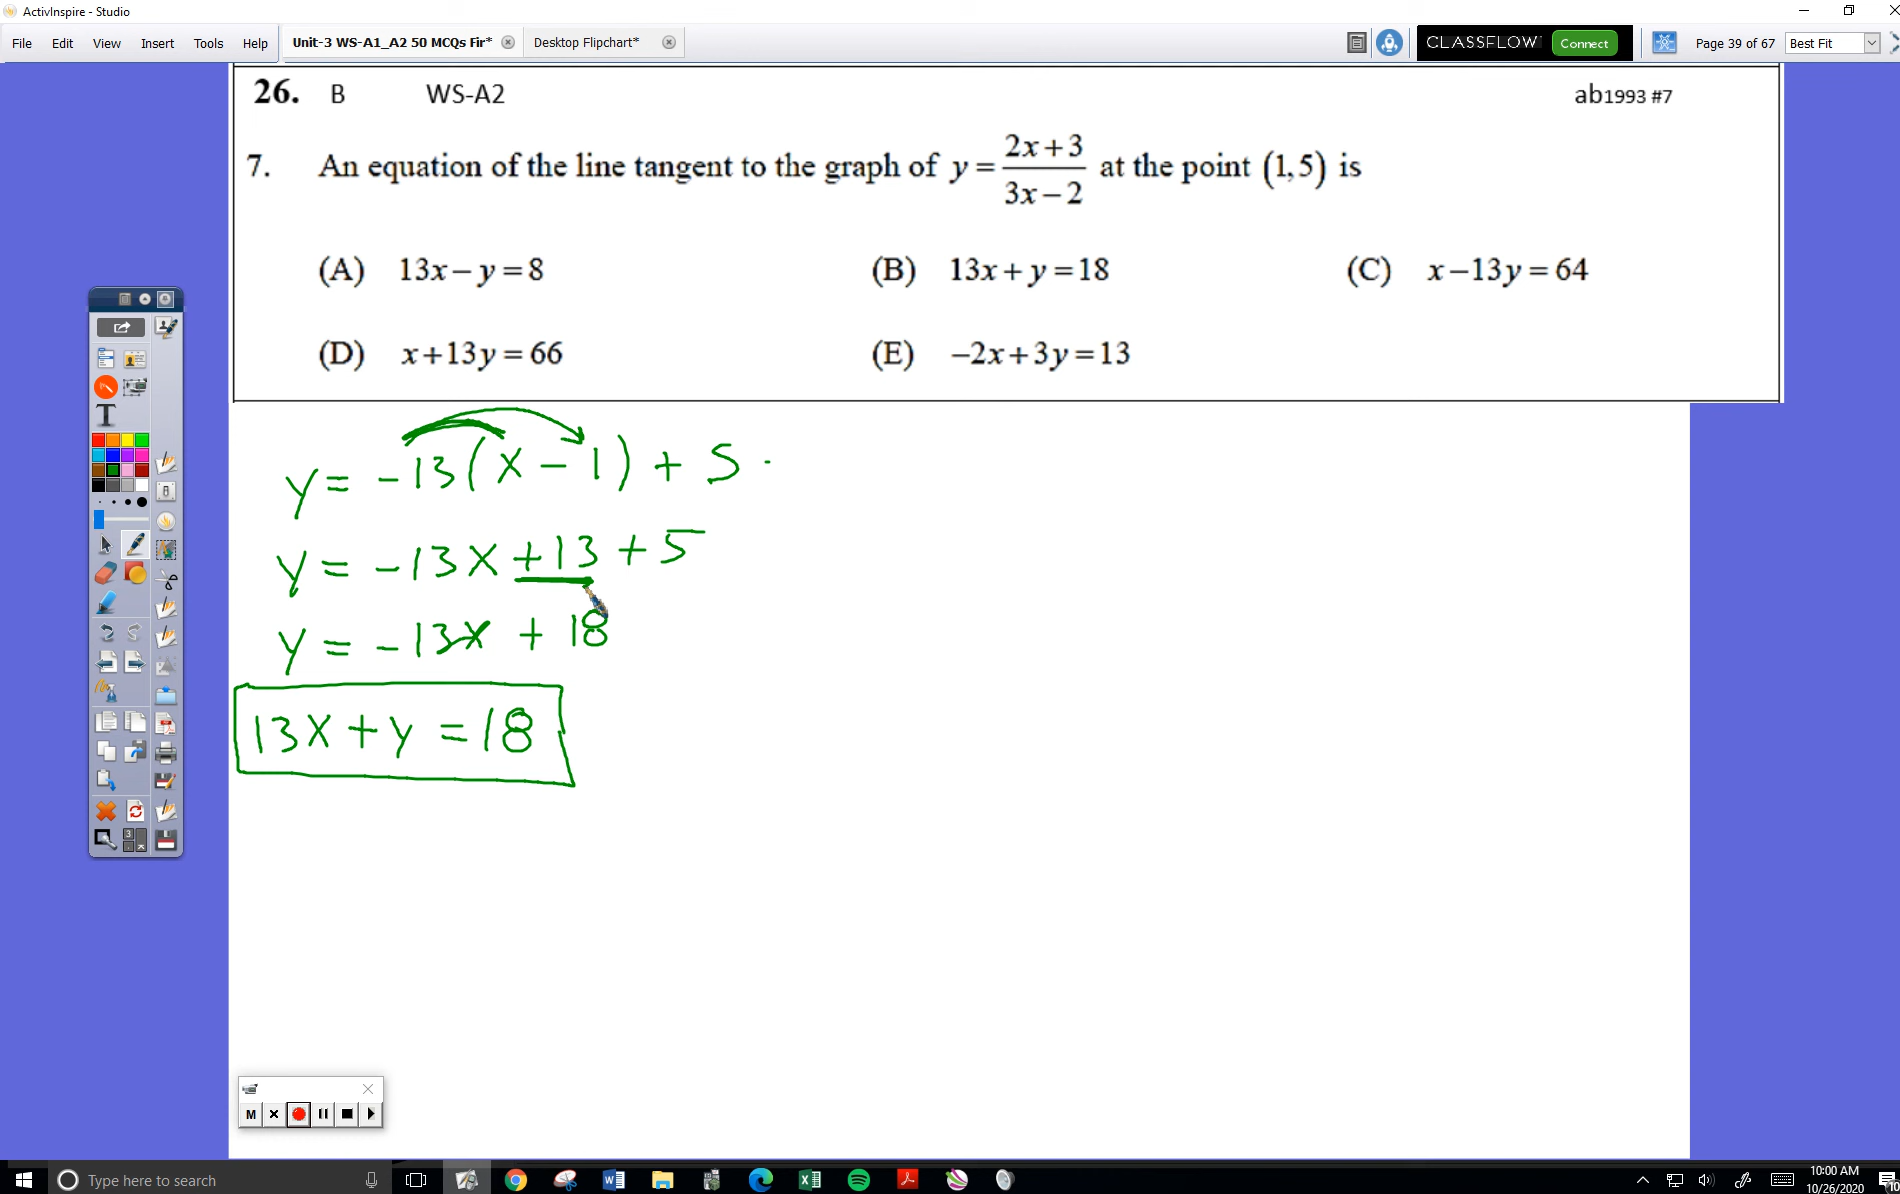 ActivInspire - Studio
File Edit View Insert Tools Help Unit-3 WS-A1_A2 50 MCQs Fir* Desktop Flipchart* CLASSFLOW Connect Page 39 of 67 Best Fit
26. B WS-A2 ab1993 #7
7. An equation of the line tangent to the graph of y = (2x + 3)/(3x − 2) at the point (1, 5) is
(A) 13x − y = 8 (B) 13x + y = 18 (C) x − 13y = 64
(D) x + 13y = 66 (E) −2x + 3y = 13
y = -13(x - 1) + 5
y = -13x + 13 + 5
y = -13x + 18
13x + y = 18
M
Type here to search
10:00 AM
10/26/2020